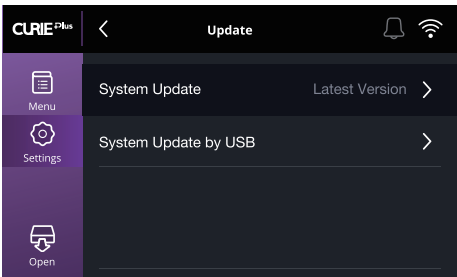 CURIE Plus
Update
Menu
System Update Latest Version
Settings
System Update by USB
Open